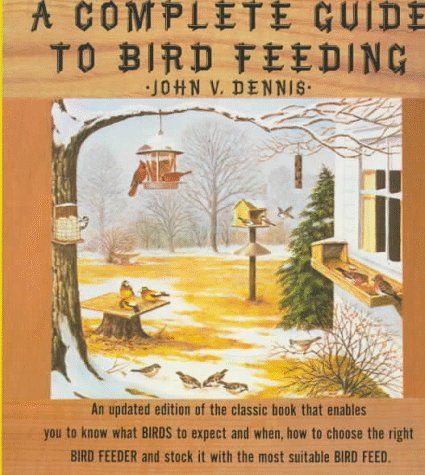 A COMPLETE GUIDE
TO BIRD FEEDING
·JOHN V. DENNIS·
An updated edition of the classic book that enables
you to know what BIRDS to expect and when, how to choose the right
BIRD FEEDER and stock it with the most suitable BIRD FEED.